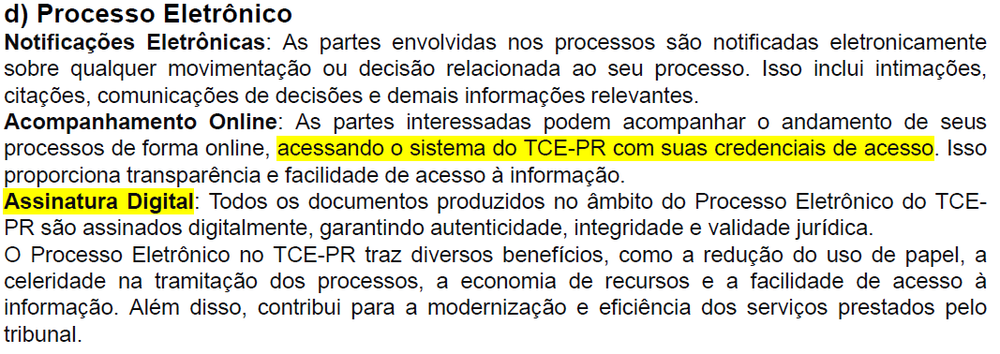 d) Processo Eletrônico
Notificações Eletrônicas: As partes envolvidas nos processos são notificadas eletronicamente
sobre qualquer movimentação ou decisão relacionada ao seu processo. Isso inclui intimações,
citações, comunicações de decisões e demais informações relevantes.
Acompanhamento Online: As partes interessadas podem acompanhar o andamento de seus
processos de forma online, acessando o sistema do TCE-PR com suas credenciais de acesso. Isso
proporciona transparência e facilidade de acesso à informação.
Assinatura Digital: Todos os documentos produzidos no âmbito do Processo Eletrônico do TCE-
PR são assinados digitalmente, garantindo autenticidade, integridade e validade jurídica.
O Processo Eletrônico no TCE-PR traz diversos benefícios, como a redução do uso de papel, a
celeridade na tramitação dos processos, a economia de recursos e a facilidade de acesso à
informação. Além disso, contribui para a modernização e eficiência dos serviços prestados pelo
tribunal.